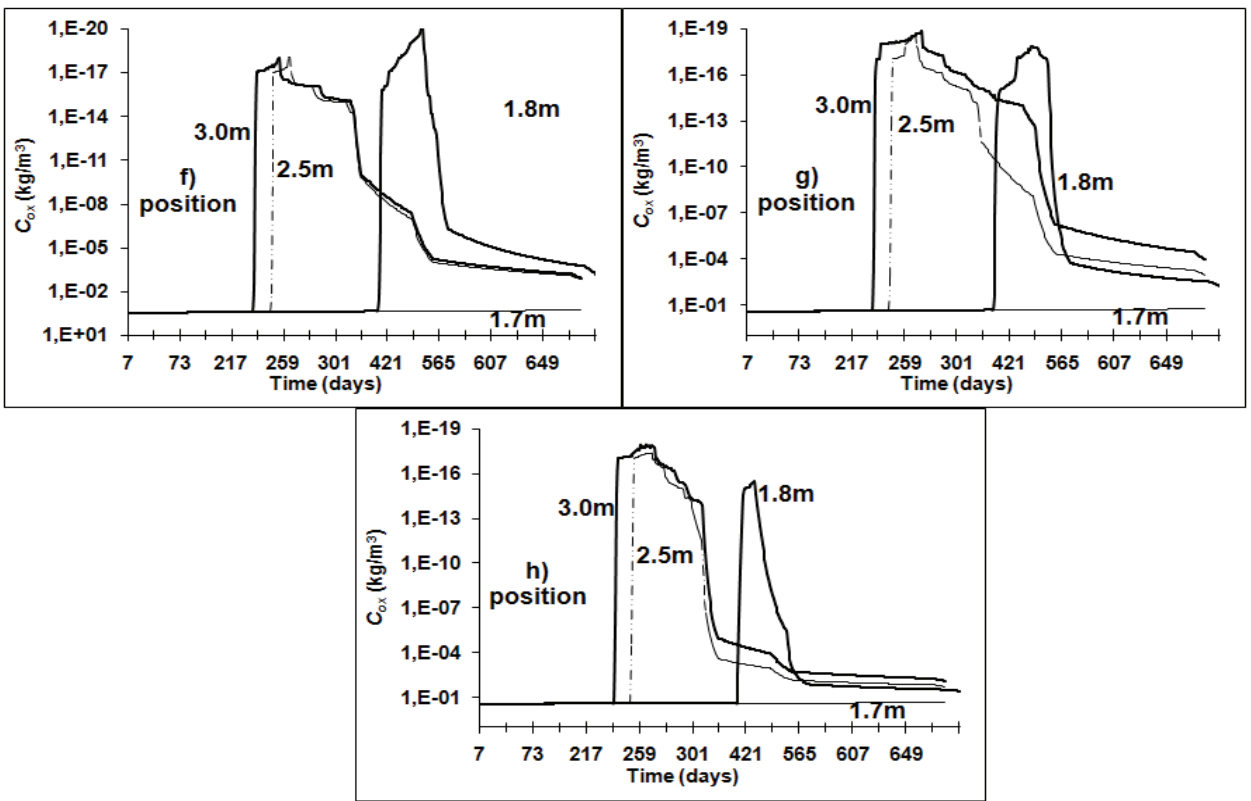 1,E-20
1,E-17
1,E-14
1,E-11
1,E-08
1,E-05
1,E-02
1,E+01
Cox (kg/m³)
3.0m
2.5m
1.8m
f)
position
1.7m
7 73 217 259 301 421 565 607 649
Time (days)
1,E-19
1,E-16
1,E-13
1,E-10
1,E-07
1,E-04
1,E-01
Cox (kg/m³)
3.0m
2.5m
1.8m
g)
position
1.7m
7 73 217 259 301 421 565 607 649
Time (days)
1,E-19
1,E-16
1,E-13
1,E-10
1,E-07
1,E-04
1,E-01
Cox (kg/m³)
3.0m
2.5m
1.8m
h)
position
1.7m
7 73 217 259 301 421 565 607 649
Time (days)